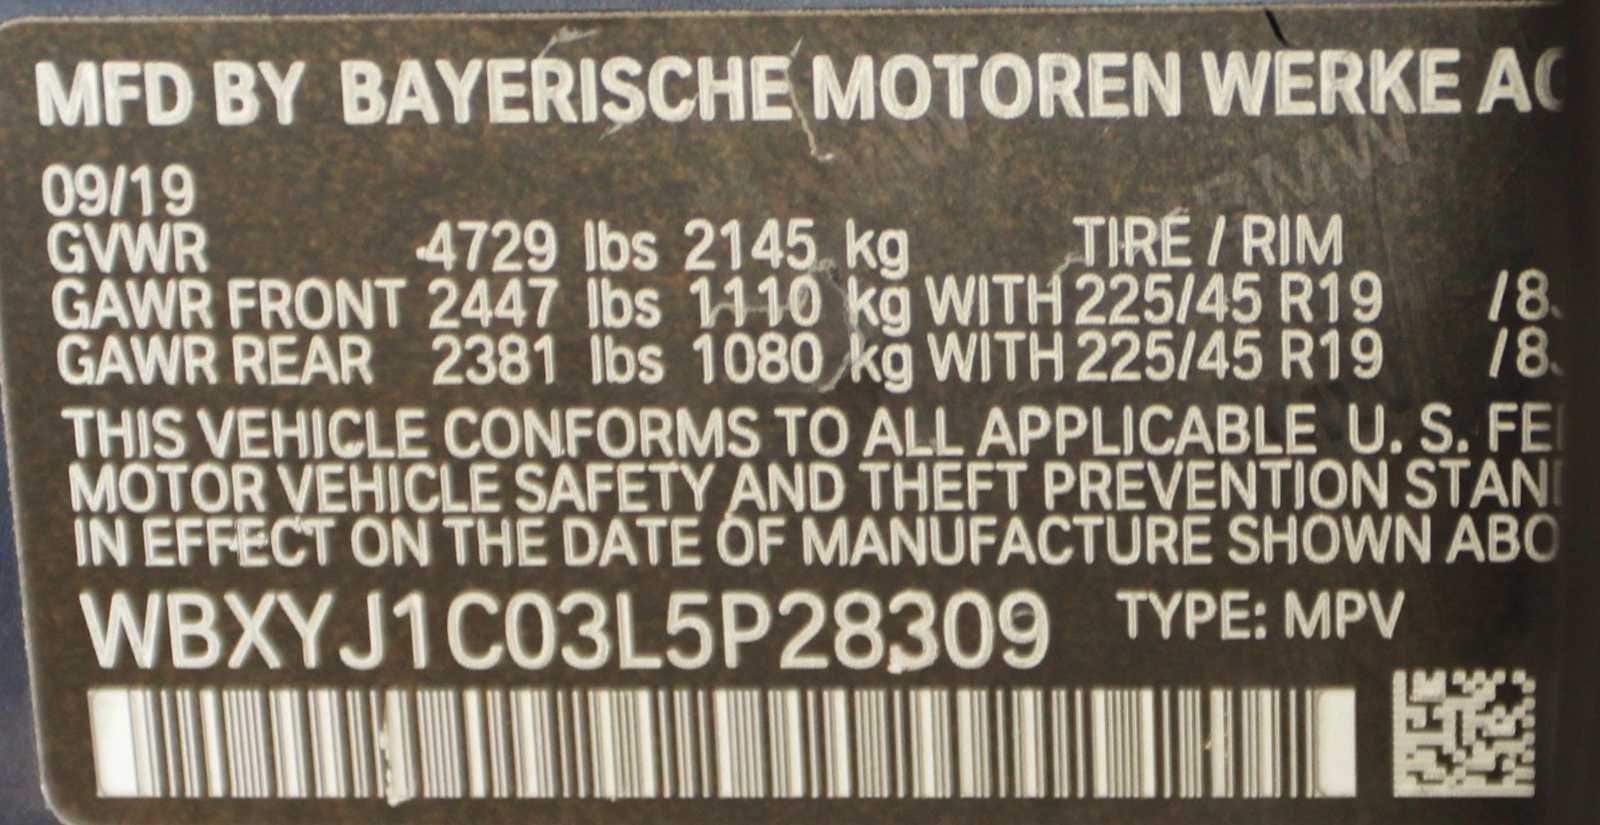 MFD BY BAYERISCHE MOTOREN WERKE AG
09/19
GVWR 4729 lbs 2145 kg TIRE / RIM
GAWR FRONT 2447 lbs 1110 kg WITH 225/45 R19 /8
GAWR REAR 2381 lbs 1080 kg WITH 225/45 R19 /8
THIS VEHICLE CONFORMS TO ALL APPLICABLE U. S.
MOTOR VEHICLE SAFETY AND THEFT PREVENTION
IN EFFECT ON THE DATE OF MANUFACTURE SHOWN
WBXYJ1C03L5P28309 TYPE: MPV